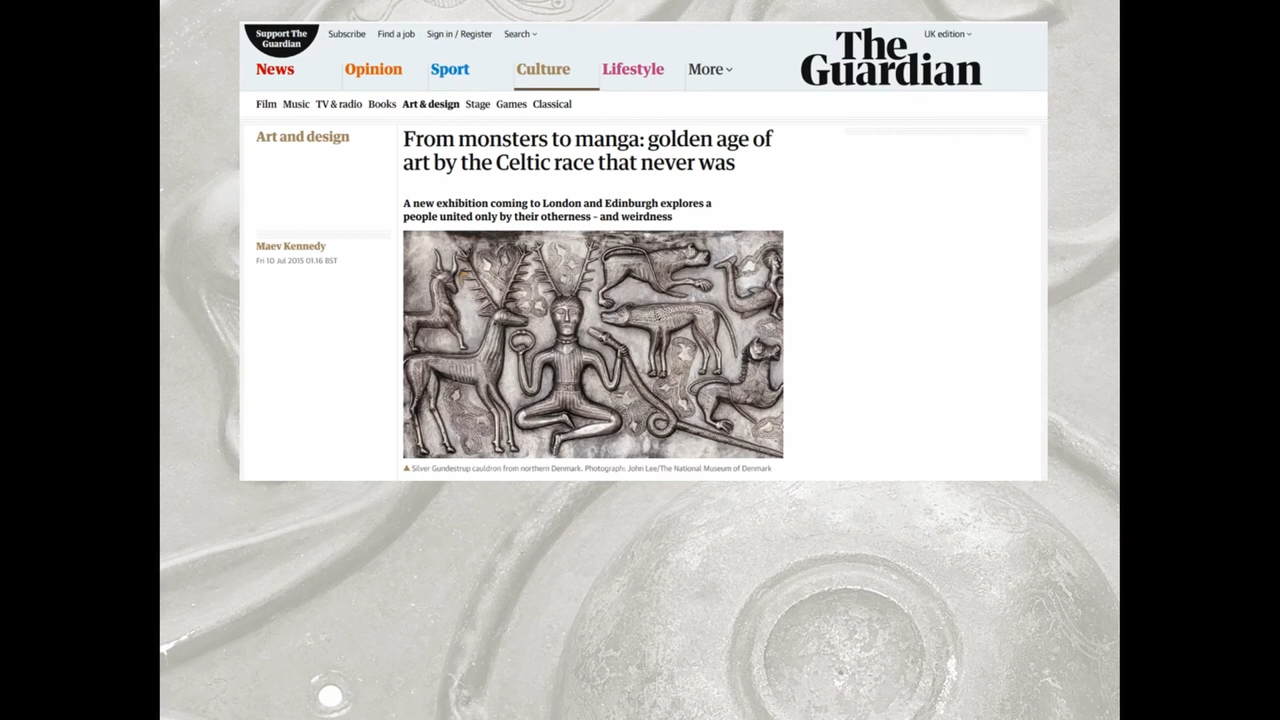 Support The
Guardian
Subscribe Find a job Sign in / Register Search
UK edition
The
Guardian
News Opinion Sport Culture Lifestyle More
Film Music TV & radio Books Art & design Stage Games Classical
Art and design
From monsters to manga: golden age of
art by the Celtic race that never was
A new exhibition coming to London and Edinburgh explores a
people united only by their otherness – and weirdness
Maev Kennedy
Fri 10 Jul 2015 01.16 BST
Silver Gundestrup cauldron from northern Denmark. Photograph: John Lee/The National Museum of Denmark